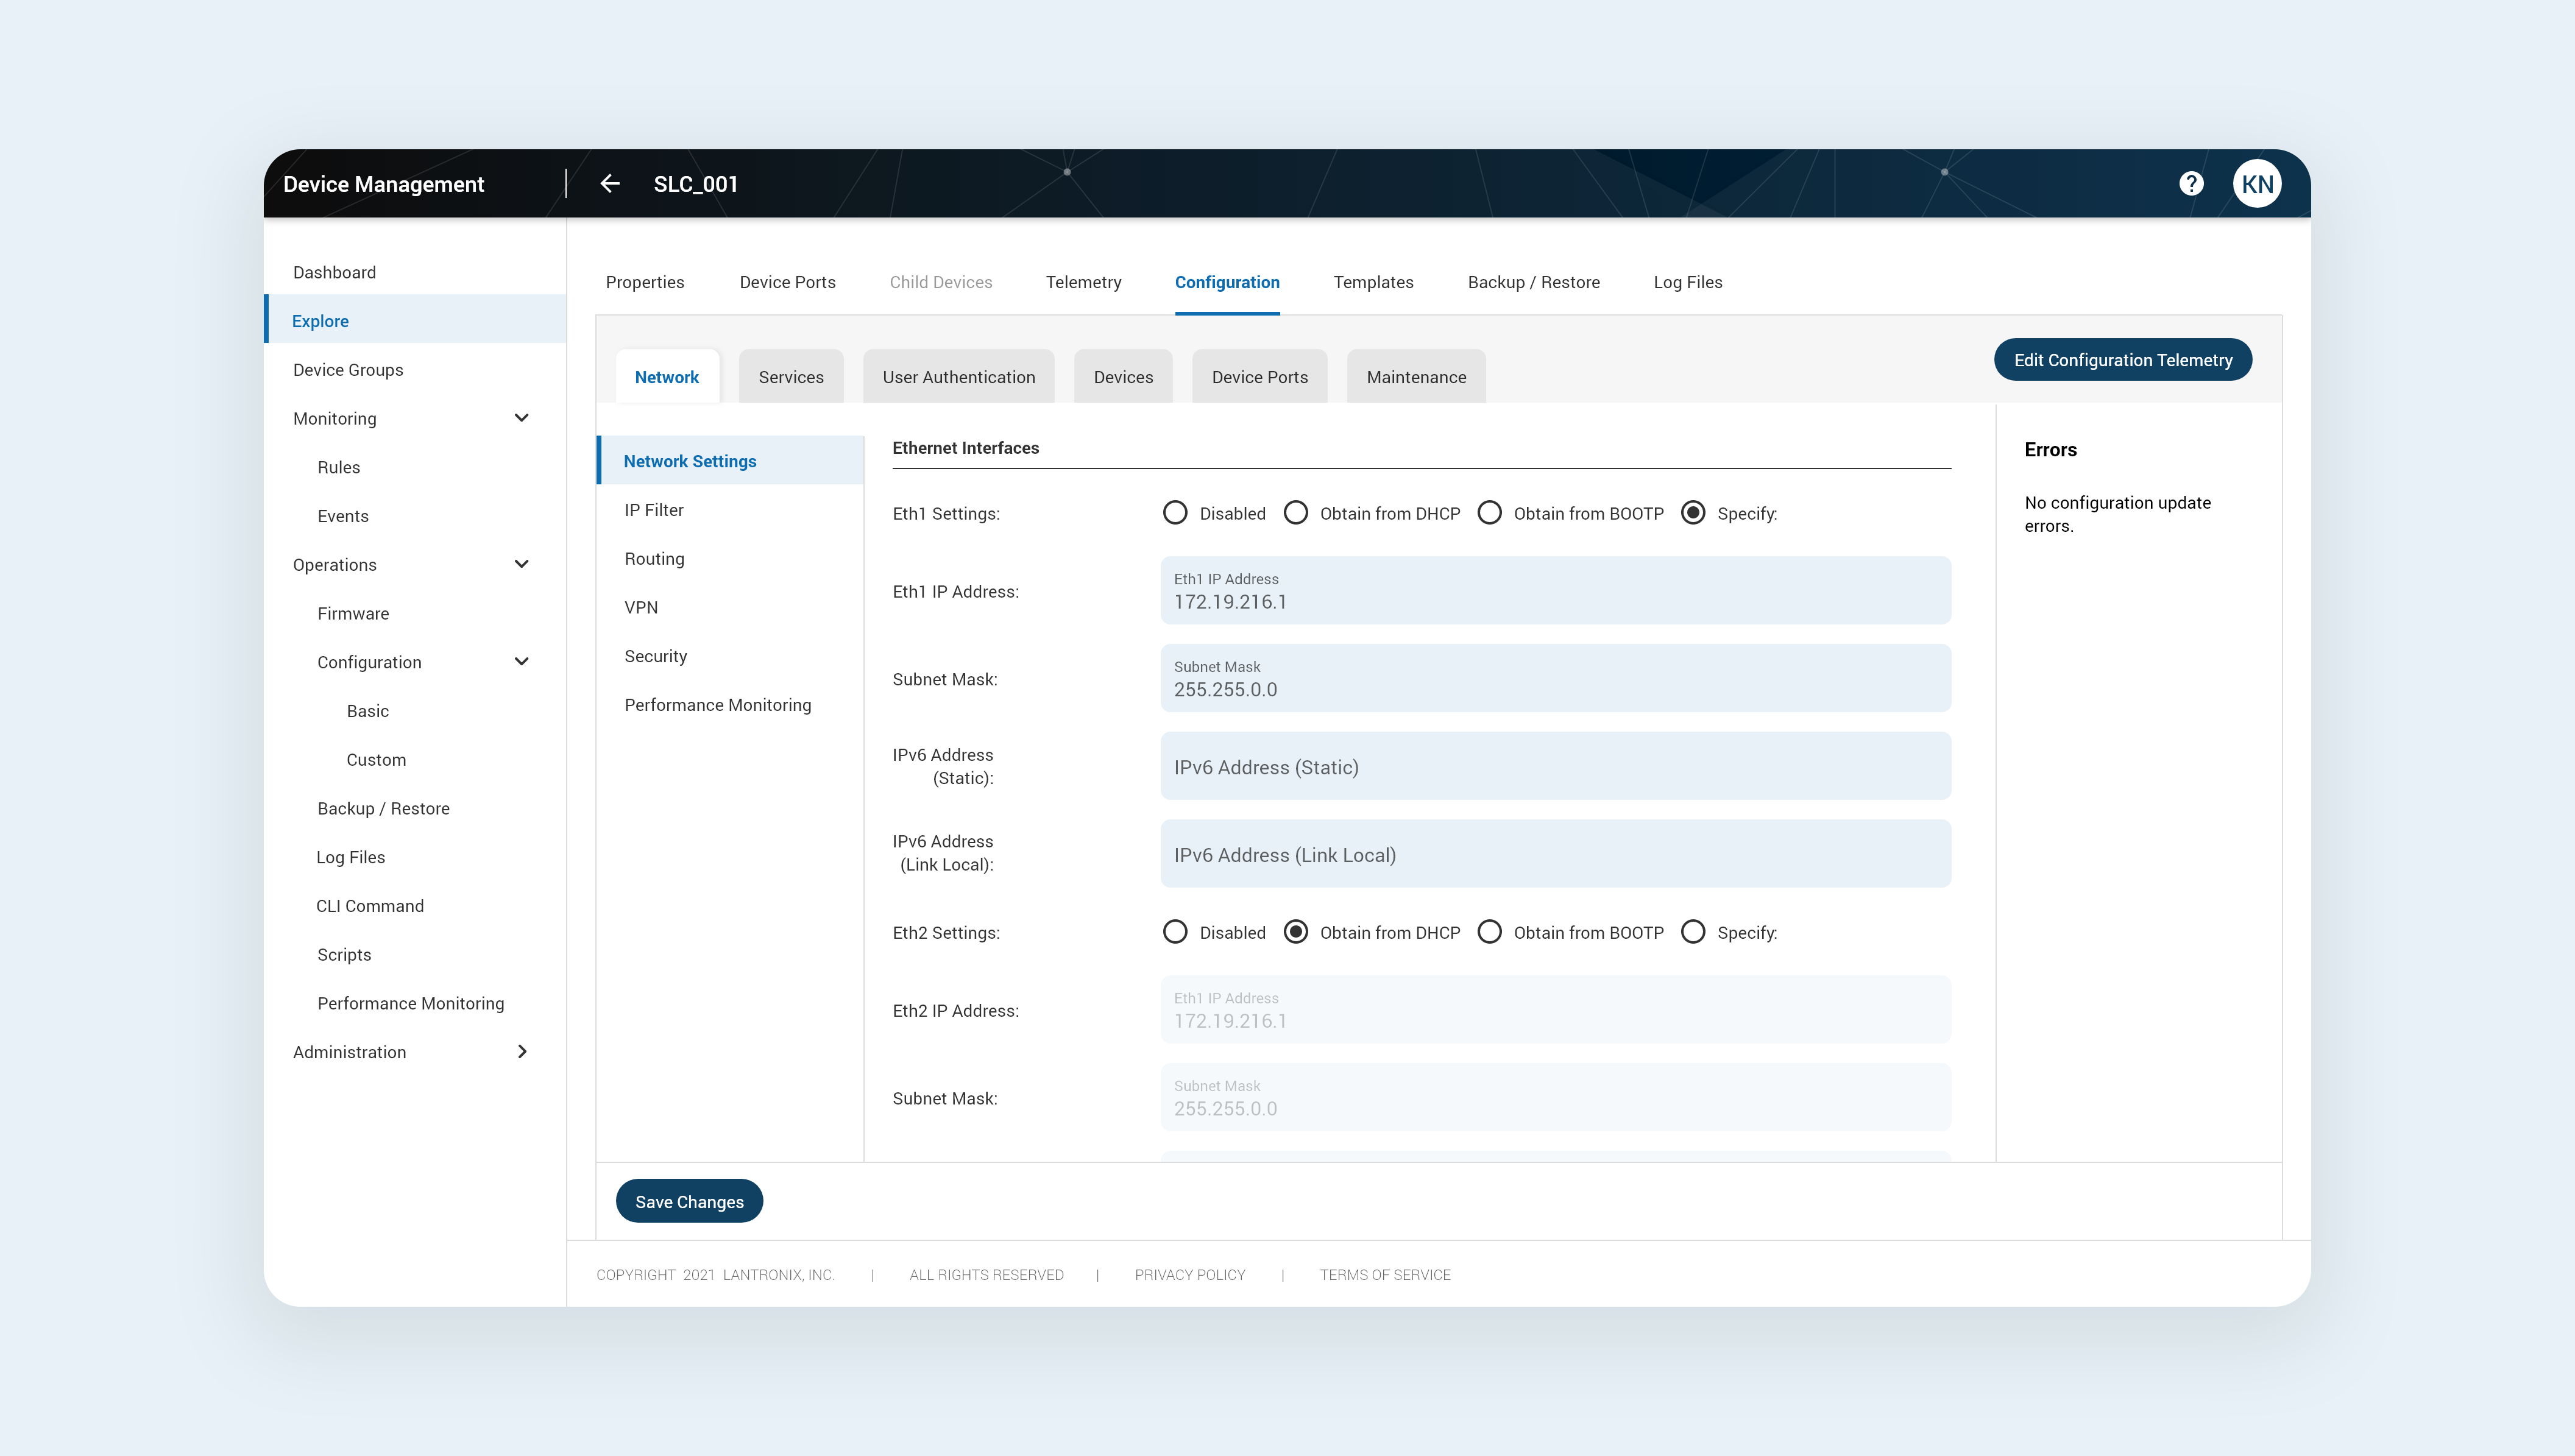 Device Management
SLC_001
?
KN
Dashboard
Explore
Device Groups
Monitoring
Rules
Events
Operations
Firmware
Configuration
Basic
Custom
Backup / Restore
Log Files
CLI Command
Scripts
Performance Monitoring
Administration
Properties
Device Ports
Child Devices
Telemetry
Configuration
Templates
Backup / Restore
Log Files
Network
Services
User Authentication
Devices
Device Ports
Maintenance
Edit Configuration Telemetry
Network Settings
IP Filter
Routing
VPN
Security
Performance Monitoring
Ethernet Interfaces
Eth1 Settings:
Disabled
Obtain from DHCP
Obtain from BOOTP
Specify:
Eth1 IP Address:
Eth1 IP Address
172.19.216.1
Subnet Mask:
Subnet Mask
255.255.0.0
IPv6 Address
(Static):
IPv6 Address (Static)
IPv6 Address
(Link Local):
IPv6 Address (Link Local)
Eth2 Settings:
Disabled
Obtain from DHCP
Obtain from BOOTP
Specify:
Eth2 IP Address:
Eth1 IP Address
172.19.216.1
Subnet Mask:
Subnet Mask
255.255.0.0
Errors
No configuration update
errors.
Save Changes
COPYRIGHT 2021 LANTRONIX, INC. | ALL RIGHTS RESERVED | PRIVACY POLICY | TERMS OF SERVICE